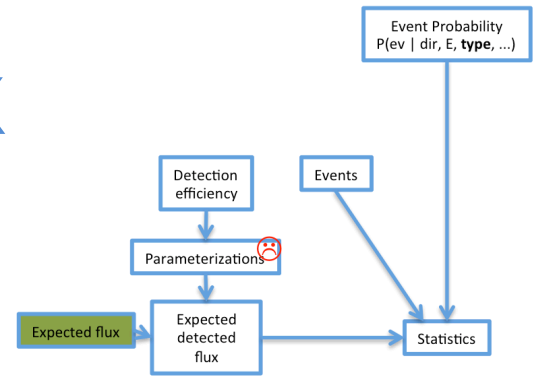 Event Probability
P(ev | dir, E, type, ...)
Detection
efficiency
Events
Parameterizations
Expected flux
Expected
detected
flux
Statistics